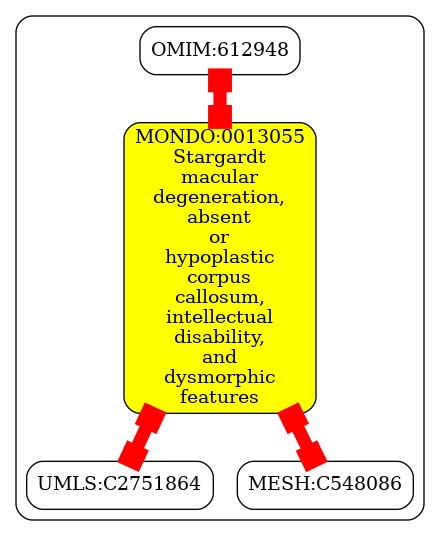 OMIM:612948
MONDO:0013055
Stargardt
macular
degeneration,
absent
or
hypoplastic
corpus
callosum,
intellectual
disability,
and
dysmorphic
features
UMLS:C2751864
MESH:C548086